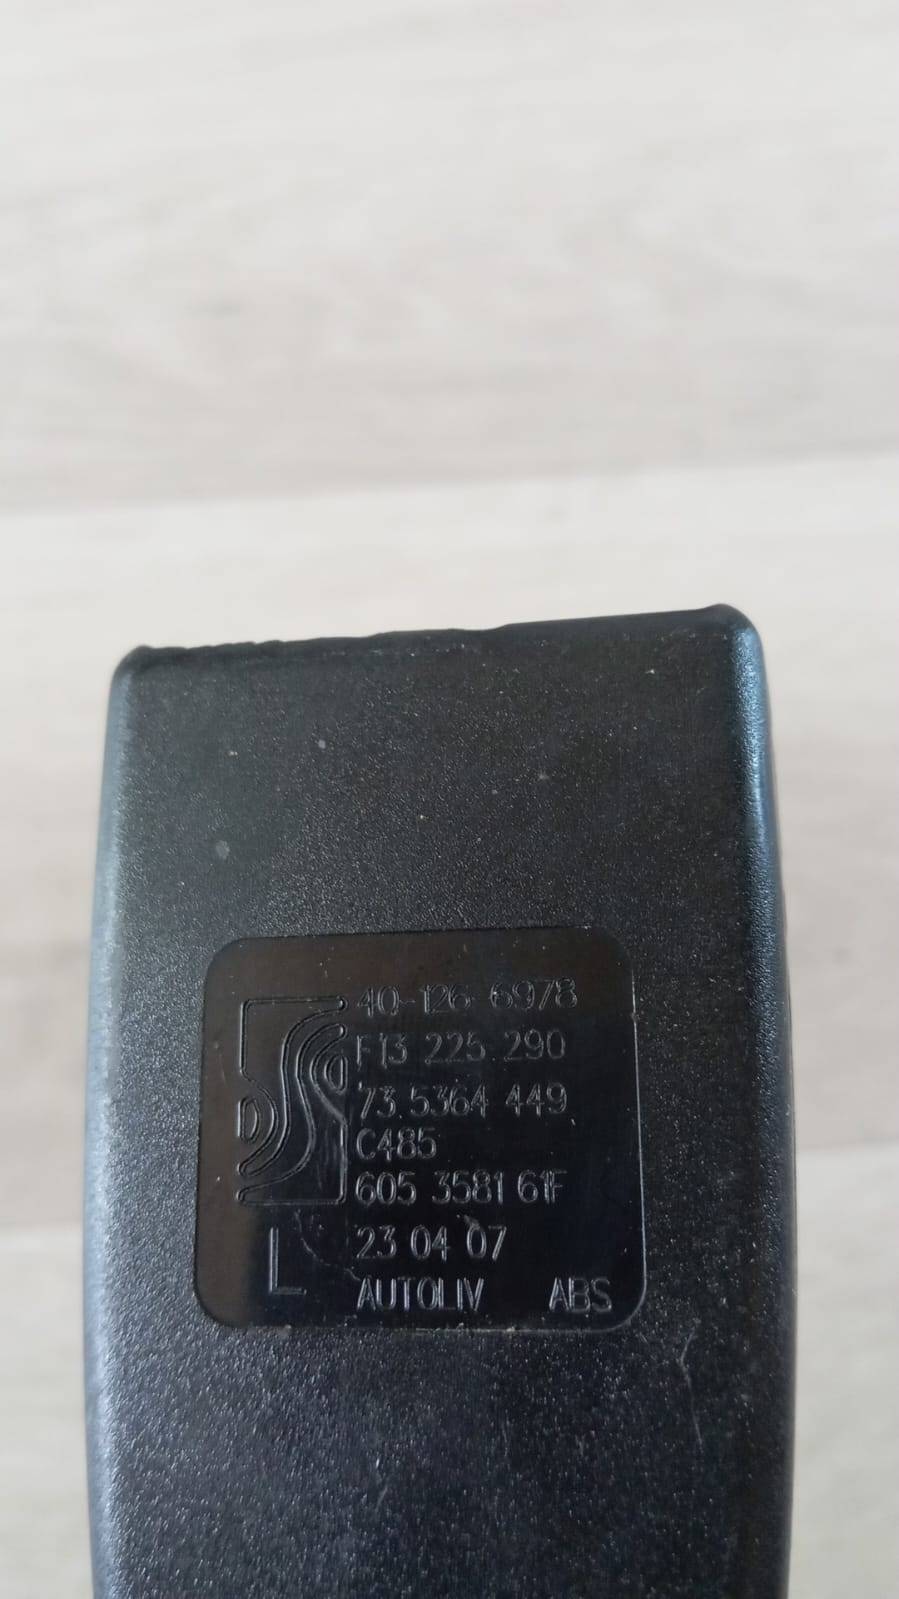 40-126 6978
F13 225 290
73 5364 449
C485
605 3581 61F
L 23 04 07
AUTOLIV ABS